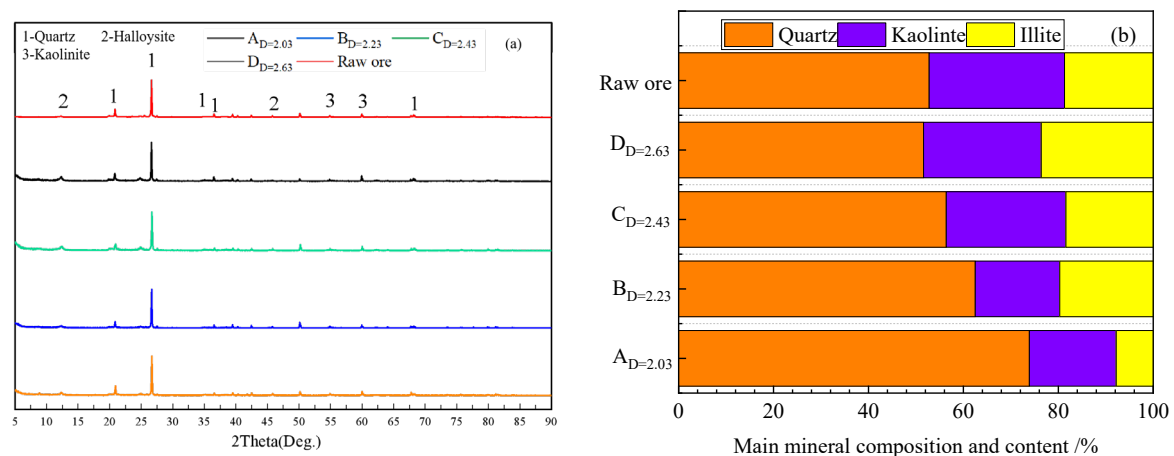 1-Quartz 2-Halloysite
3-Kaolinite
A D=2.03 B D=2.23 C D=2.43
D D=2.63 Raw ore
(a)
1
2 1 1 1 2 3 3 1
5 10 15 20 25 30 35 40 45 50 55 60 65 70 75 80 85 90
2Theta(Deg.)
Quartz Kaolinte Illite (b)
Raw ore
D D=2.63
C D=2.43
B D=2.23
A D=2.03
0 20 40 60 80 100
Main mineral composition and content /%